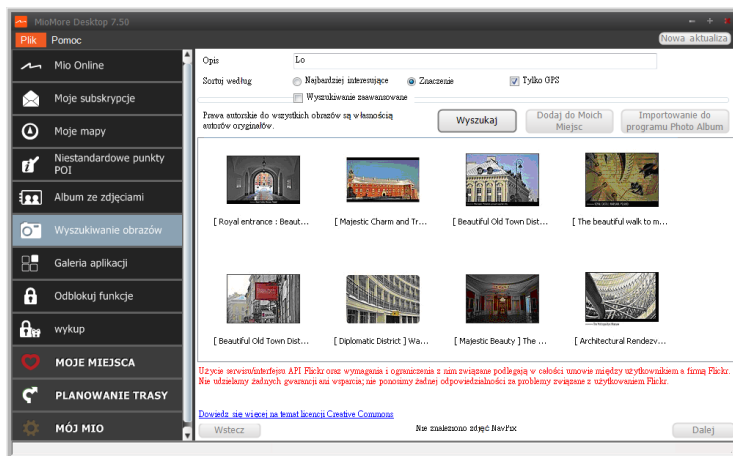 MioMore Desktop 7.50
Plik Pomoc
Nowa aktualiza
Mio Online
Moje subskrypcje
Moje mapy
Niestandardowe punkty
POI
Album ze zdjęciami
Wyszukiwanie obrazów
Galeria aplikacji
Odblokuj funkcje
wykup
MOJE MIEJSCA
PLANOWANIE TRASY
MÓJ MIO
Opis Lo
Sortuj według Najbardziej interesujące Znaczenie Tylko GPS
Wyszukiwanie zaawansowane
Prawa autorskie do wszystkich obrazów są własnością
autorów oryginałów.
Wyszukaj
Dodaj do Moich
Miejsc
Importowanie do
programu Photo Album
[ Royal entrance : Beaut...
[ Majestic Charm and Tr...
[ Beautiful Old Town Dist...
[ The beautiful walk to m...
[ Beautiful Old Town Dist...
[ Diplomatic District ] Wa...
[ Majestic Beauty ] The ...
[ Architectural Rendezv...
Użycie serwisu/interfejsu API Flickr oraz wymagania i ograniczenia z nim związane podlegają w całości umowie między użytkownikiem a firmą Flickr.
Nie udzielamy żadnych gwarancji ani wsparcia; nie ponosimy żadnej odpowiedzialności za problemy związane z użytkowaniem Flickr.
Dowiedz się więcej na temat licencji Creative Commons
Wstecz Nie znaleziono zdjęć NavPix Dalej